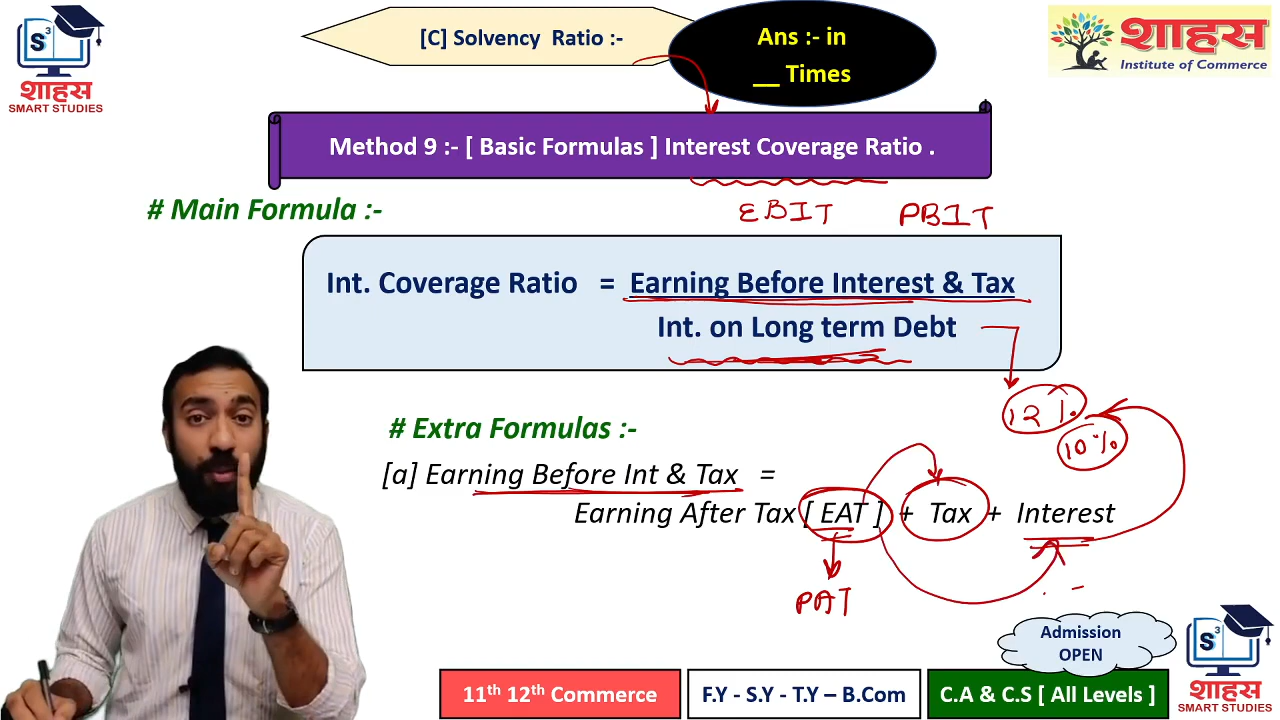 [C] Solvency Ratio :-
Ans :- in
__ Times
S³
शाहस
SMART STUDIES
शाहस
Institute of Commerce
Method 9 :- [ Basic Formulas ] Interest Coverage Ratio .
# Main Formula :-
EBIT PBIT
Int. Coverage Ratio = Earning Before Interest & Tax
Int. on Long term Debt
12%
10%
# Extra Formulas :-
[a] Earning Before Int & Tax =
Earning After Tax [ EAT ] + Tax + Interest
PAT
Admission
OPEN
11th 12th Commerce
F.Y - S.Y - T.Y – B.Com
C.A & C.S [ All Levels ]
S³
शाहस
SMART STUDIES